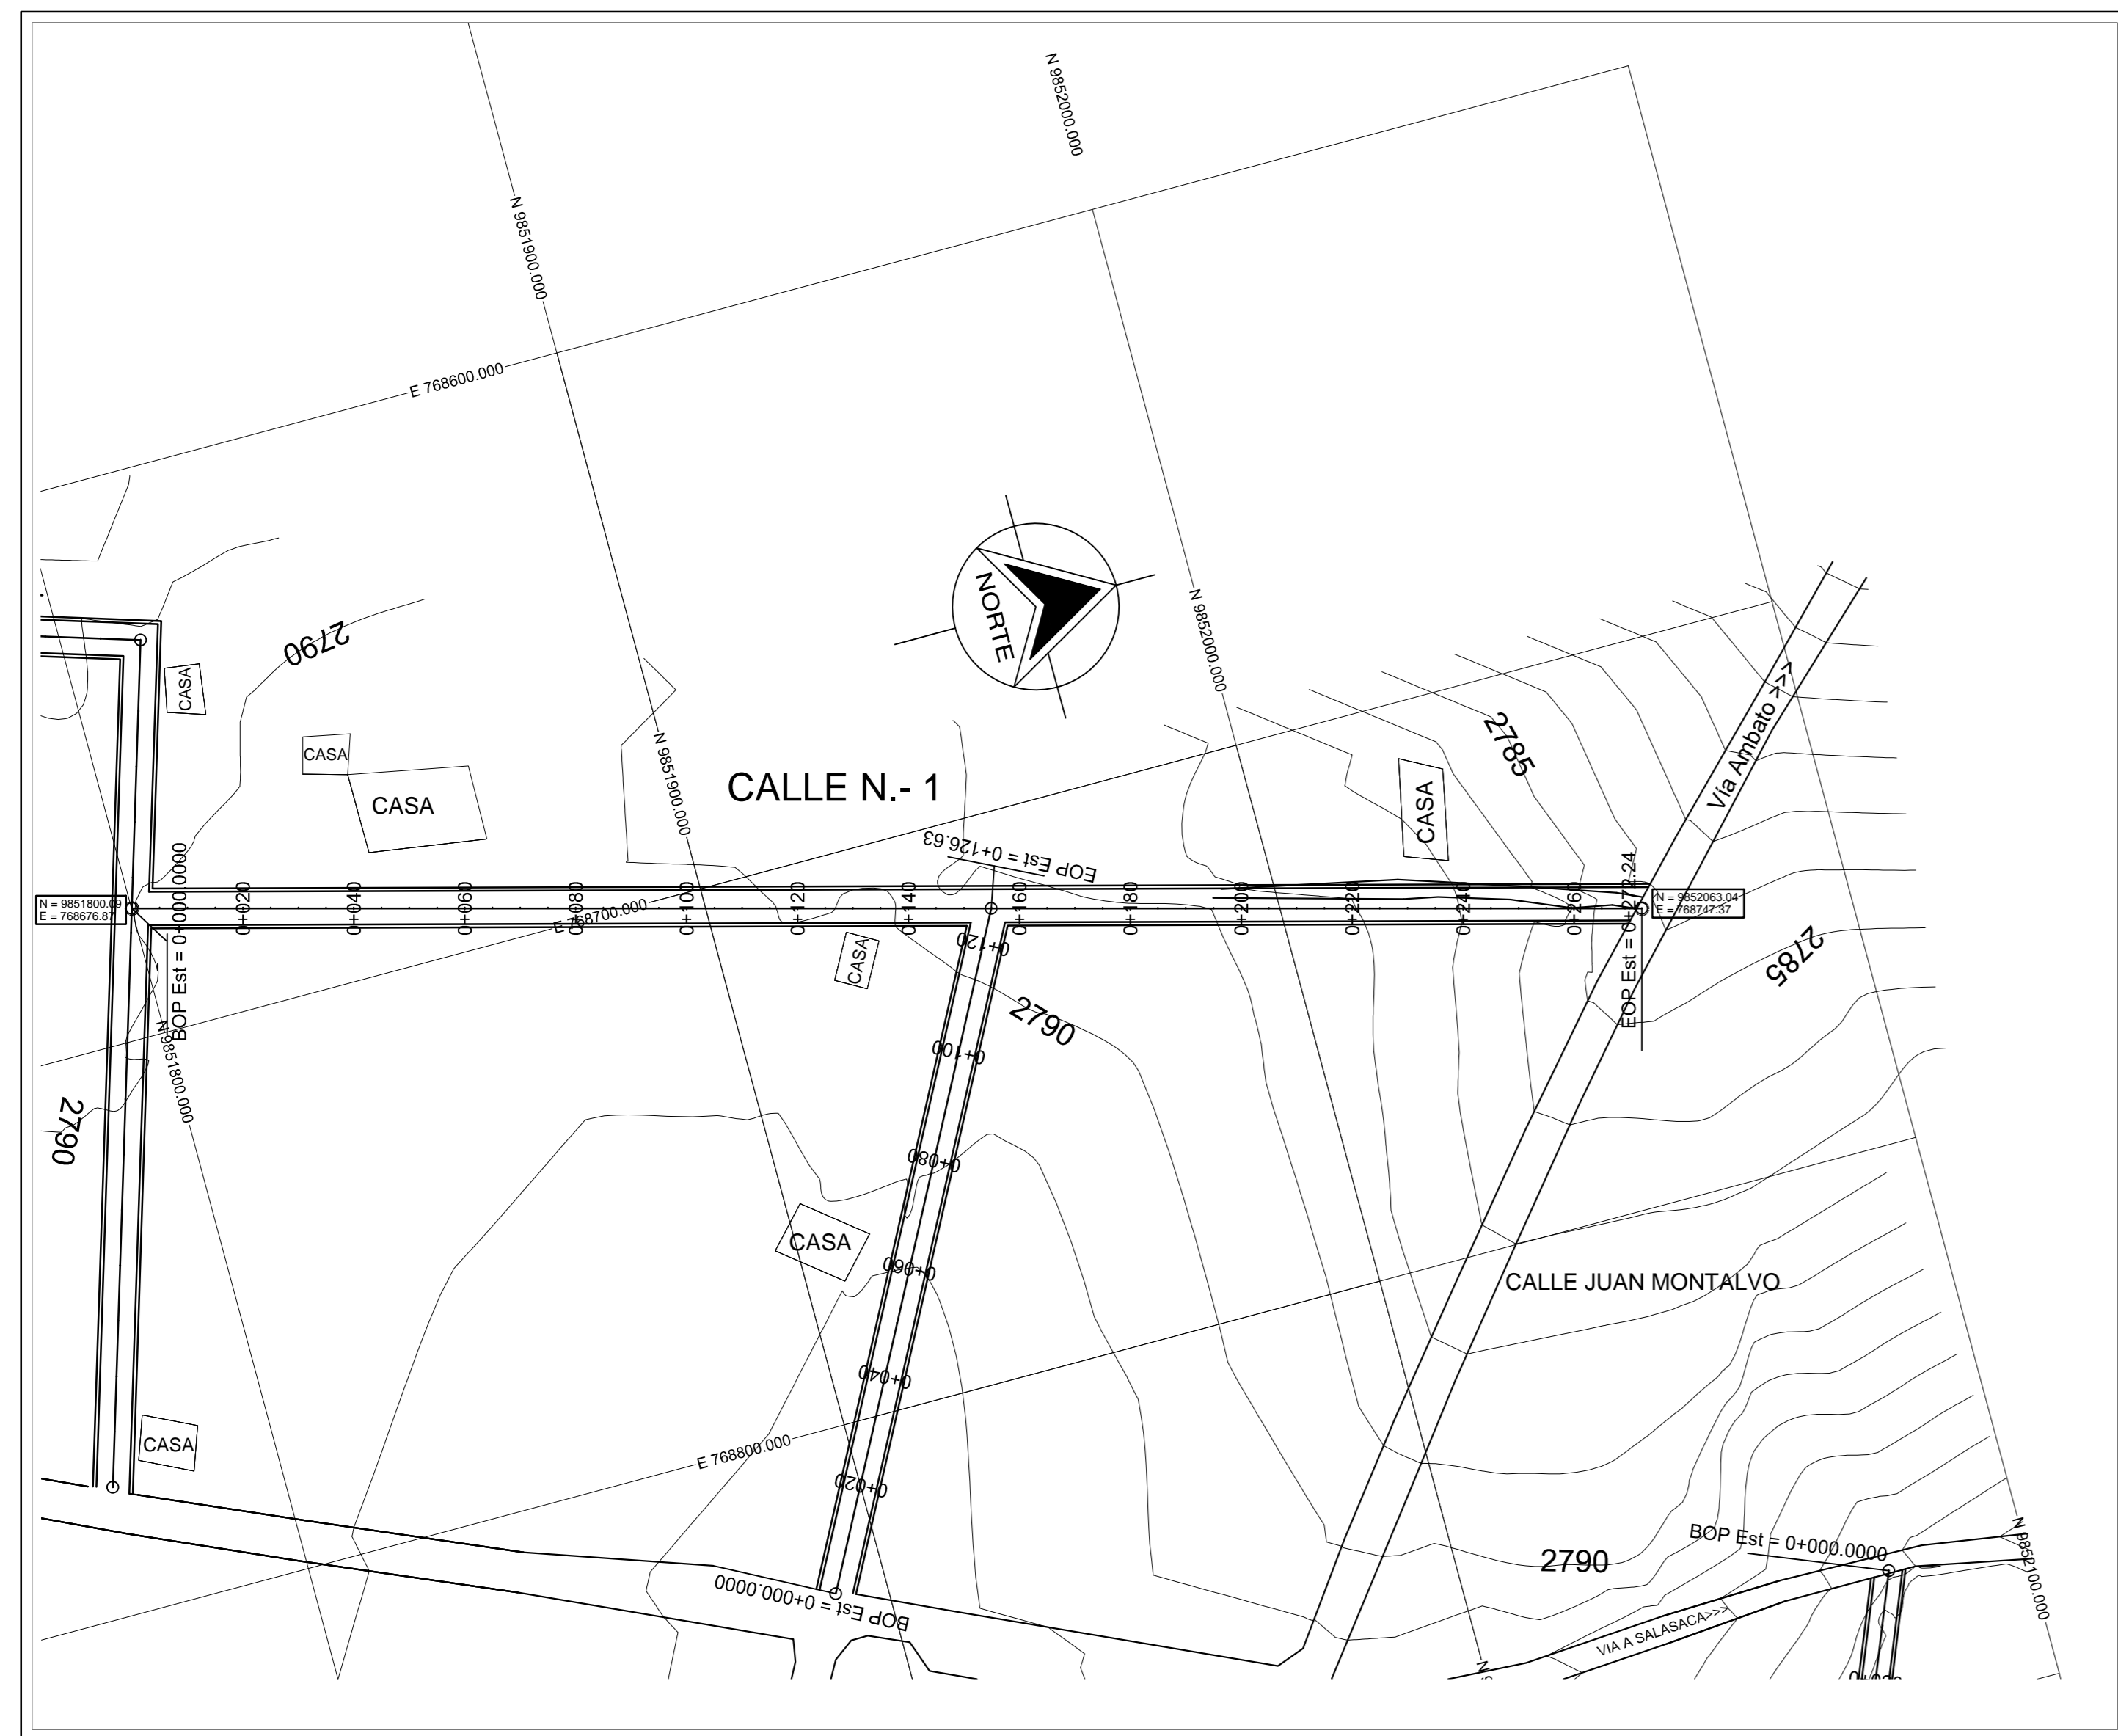 N 9852000.000
N 9851900.000
E 768600.000
NORTE
N 9852000.000
2790
CASA
CASA
CASA
N 9851900.000
CALLE N.- 1
2785
Vía Ambato >>>
CASA
EOP Est = 0+126.63
BOP Est = 0+000.0000
N = 9851800.09
E = 768676.87
0+020
0+040
0+060
0+080
0+100
0+120
0+140
0+160
0+180
0+200
0+220
0+240
0+260
EOP Est = 0+272.24
N = 9852063.04
E = 768747.37
E 768700.000
CASA
0+120
2785
2790
0+100
N 9851800.000
2790
0+080
CASA
0+060
CALLE JUAN MONTALVO
0+040
CASA
E 768800.000
0+020
BOP Est = 0+000.0000
BOP Est = 0+000.0000
2790
N 9852100.000
VIA A SALASACA>>>